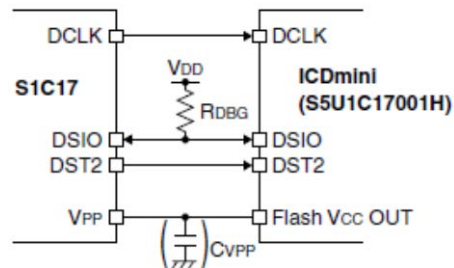 DCLK DCLK
VDD
S1C17 ICDmini
(S5U1C17001H)
RDBG
DSIO DSIO
DST2 DST2
VPP Flash VCC OUT
CVPP